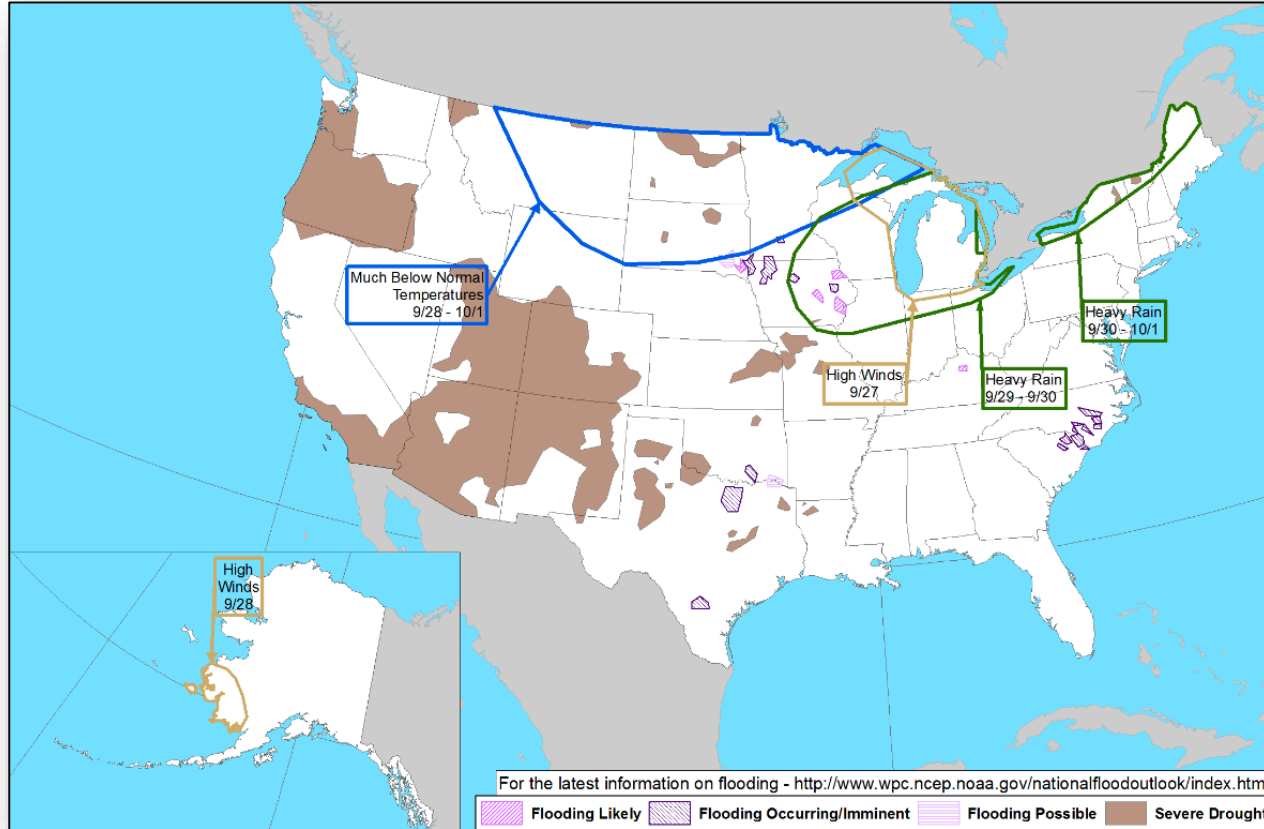 Much Below Normal
Temperatures
9/28 - 10/1
Heavy Rain
9/30 - 10/1
High Winds
9/27
Heavy Rain
9/29 - 9/30
High
Winds
9/28
For the latest information on flooding - http://www.wpc.ncep.noaa.gov/nationalfloodoutlook/index.htm
Flooding Likely Flooding Occurring/Imminent Flooding Possible Severe Drought